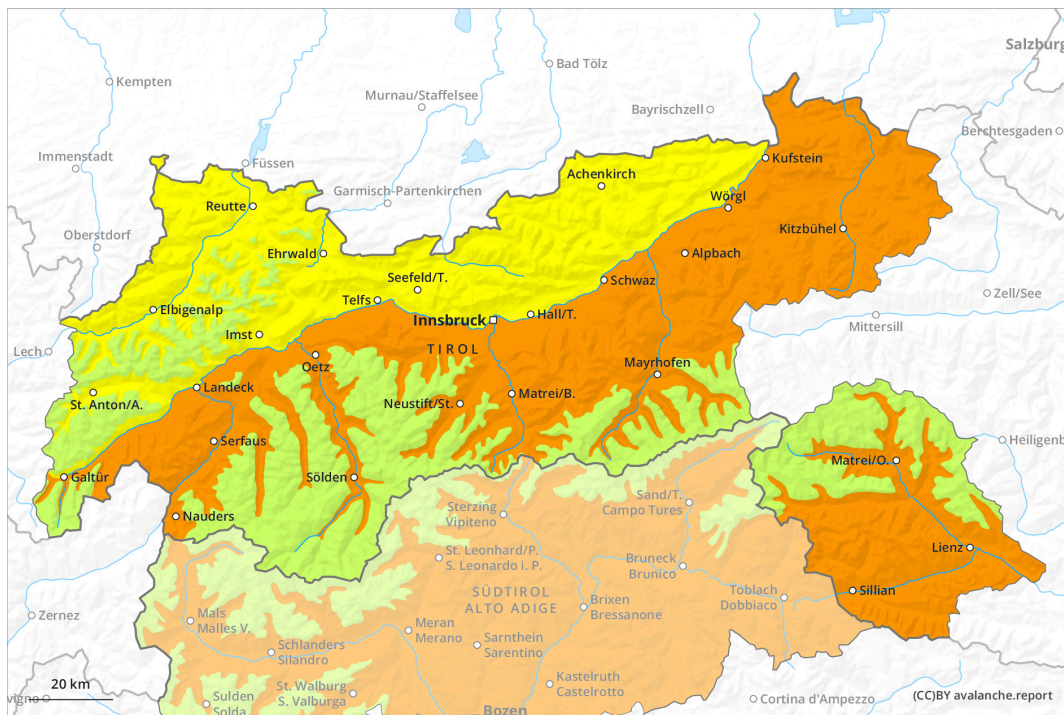 Salzburg
Kempten
Bad Tölz
Murnau/Staffelsee
Bayrischzell
Berchtesgaden
Immenstadt
Füssen
Kufstein
Achenkirch
Garmisch-Partenkirchen
Reutte
Wörgl
Oberstdorf
Kitzbühel
Ehrwald
Alpbach
Seefeld/T.
Schwaz
Zell/See
Telfs
Elbigenalp
Innsbruck
Hall/T.
Mittersill
Imst
TIROL
Lech
Oetz
Mayrhofen
Landeck
St. Anton/A.
Neustift/St.
Matrei/B.
Serfaus
Heiligenb
Matrei/O.
Galtür
Sölden
Sand/T.
Campo Tures
Nauders
Sterzing
Vipiteno
Lienz
St. Leonhard/P.
S. Leonardo i. P.
Bruneck
Brunico
SÜDTIROL
ALTO ADIGE
Toblach
Dobbiaco
Sillian
Zernez
Mals
Malles V.
Brixen
Bressanone
Meran
Merano
Schlanders
Silandro
Sarnthein
Sarentino
20 km
Kastelruth
Castelrotto
St. Walburg
S. Valburga
Sulden
Solda
vigno
Bozen
Cortina d'Ampezzo
(CC)BY avalanche.report